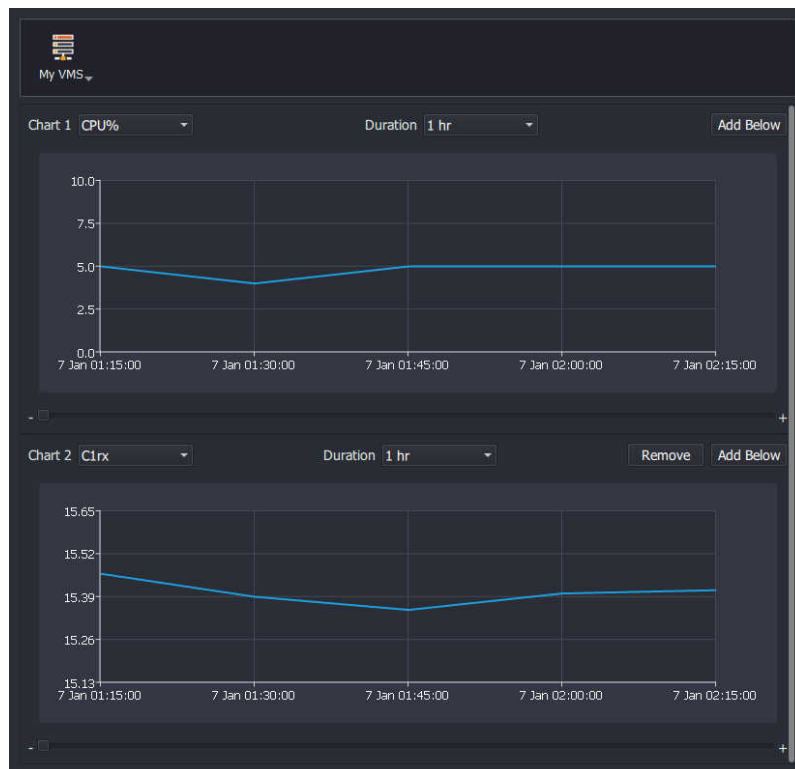 My VMS
Chart 1 CPU% Duration 1 hr Add Below
10.0
7.5
5.0
2.5
0.0
7 Jan 01:15:00 7 Jan 01:30:00 7 Jan 01:45:00 7 Jan 02:00:00 7 Jan 02:15:00
- +
Chart 2 C1rx Duration 1 hr Remove Add Below
15.65
15.52
15.39
15.26
15.13
7 Jan 01:15:00 7 Jan 01:30:00 7 Jan 01:45:00 7 Jan 02:00:00 7 Jan 02:15:00
- +